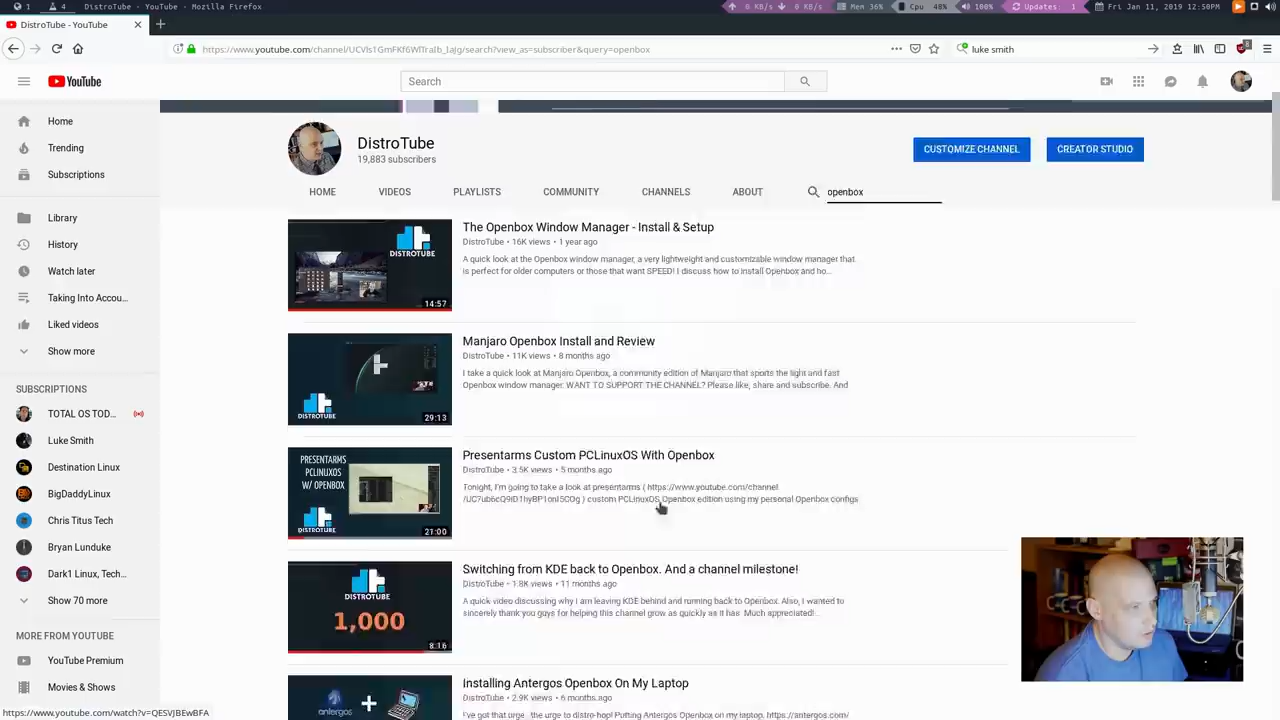 1
4
DistroTube - YouTube - Mozilla Firefox
0 KB/s
0 KB/s
Mem 36%
Cpu 48%
100%
Updates: 1
Fri Jan 11, 2019 12:50PM
DistroTube - YouTube
https://www.youtube.com/channel/UCVls1GmFKf6WlTraIb_IaJg/search?view_as=subscriber&query=openbox
luke smith
YouTube
Search
Home
Trending
Subscriptions
Library
History
Watch later
Taking Into Accou...
Liked videos
Show more
SUBSCRIPTIONS
TOTAL OS TOD...
Luke Smith
Destination Linux
BigDaddyLinux
Chris Titus Tech
Bryan Lunduke
Dark1 Linux, Tech...
Show 70 more
MORE FROM YOUTUBE
YouTube Premium
Movies & Shows
DistroTube
19,883 subscribers
CUSTOMIZE CHANNEL
CREATOR STUDIO
HOME
VIDEOS
PLAYLISTS
COMMUNITY
CHANNELS
ABOUT
openbox
DISTROTUBE
14:57
The Openbox Window Manager - Install & Setup
DistroTube • 16K views • 1 year ago
A quick look at the Openbox window manager, a very lightweight and customizable window manager that
is perfect for older computers or those that want SPEED! I discuss how to install Openbox and ho...
DISTROTUBE
29:13
Manjaro Openbox Install and Review
DistroTube • 11K views • 8 months ago
I take a quick look at Manjaro Openbox, a community edition of Manjaro that sports the light and fast
Openbox window manager. WANT TO SUPPORT THE CHANNEL? Please like, share and subscribe. And
PRESENTARMS
PCLINUXOS
W/ OPENBOX
DISTROTUBE
21:00
Presentarms Custom PCLinuxOS With Openbox
DistroTube • 3.5K views • 5 months ago
Tonight, I'm going to take a look at presentarms ( https://www.youtube.com/channel
custom PCLinuxOS Openbox edition using my personal Openbox configs
DISTROTUBE
1,000
8:16
Switching from KDE back to Openbox. And a channel milestone!
DistroTube • 1.8K views • 11 months ago
A quick video discussing why I am leaving KDE behind and running back to Openbox. Also, I wanted to
sincerely thank you guys for helping this channel grow as quickly as it has. Much appreciated!...
antergos
Installing Antergos Openbox On My Laptop
DistroTube • 2.9K views • 6 months ago
I've got that urge...the urge to distro-hop! Putting Antergos Openbox on my laptop. https://antergos.com/
https://www.youtube.com/watch?v=QESVJBEwBFA